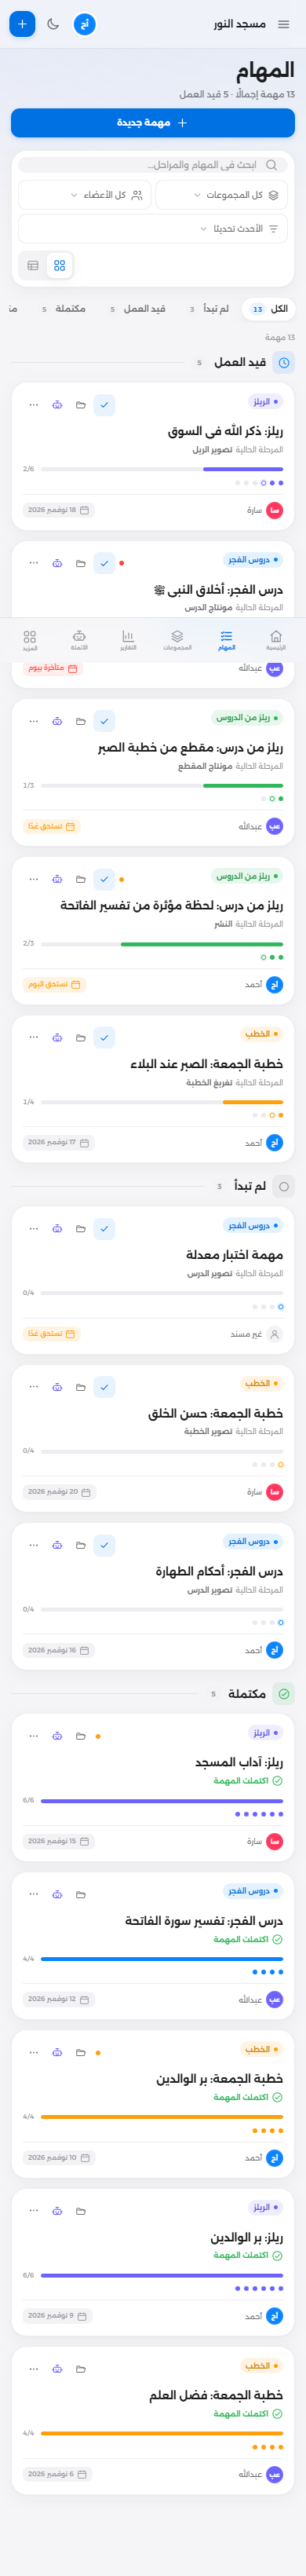 مسجد النور
أح
المهام
13 مهمة إجمالًا · 5 قيد العمل
مهمة جديدة
ابحث في المهام والمراحل...
كل المجموعات
كل الأعضاء
الأحدث تحديثًا
الكل 13
لم تبدأ 3
قيد العمل 5
مكتملة 5
13 مهمة
قيد العمل 5
الريلز
ريلز: ذكر الله في السوق
المرحلة الحالية تصوير الريل
2/6
سا سارة
18 نوفمبر 2026
دروس الفجر
درس الفجر: أخلاق النبي ﷺ
المرحلة الحالية مونتاج الدرس
الرئيسية
المهام
المجموعات
التقارير
الأتمتة
المزيد
عب عبدالله
متأخرة بيوم
ريلز من الدروس
ريلز من درس: مقطع من خطبة الصبر
المرحلة الحالية مونتاج المقطع
1/3
عب عبدالله
تستحق غدًا
ريلز من الدروس
ريلز من درس: لحظة مؤثرة من تفسير الفاتحة
المرحلة الحالية النشر
2/3
أح أحمد
تستحق اليوم
الخطب
خطبة الجمعة: الصبر عند البلاء
المرحلة الحالية تفريغ الخطبة
1/4
أح أحمد
17 نوفمبر 2026
لم تبدأ 3
دروس الفجر
مهمة اختبار معدلة
المرحلة الحالية تصوير الدرس
0/4
غير مسند
تستحق غدًا
الخطب
خطبة الجمعة: حسن الخلق
المرحلة الحالية تصوير الخطبة
0/4
سا سارة
20 نوفمبر 2026
دروس الفجر
درس الفجر: أحكام الطهارة
المرحلة الحالية تصوير الدرس
0/4
أح أحمد
16 نوفمبر 2026
مكتملة 5
الريلز
ريلز: آداب المسجد
اكتملت المهمة
6/6
سا سارة
15 نوفمبر 2026
دروس الفجر
درس الفجر: تفسير سورة الفاتحة
اكتملت المهمة
4/4
عب عبدالله
12 نوفمبر 2026
الخطب
خطبة الجمعة: بر الوالدين
اكتملت المهمة
4/4
أح أحمد
10 نوفمبر 2026
الريلز
ريلز: بر الوالدين
اكتملت المهمة
6/6
أح أحمد
9 نوفمبر 2026
الخطب
خطبة الجمعة: فضل العلم
اكتملت المهمة
4/4
عب عبدالله
6 نوفمبر 2026